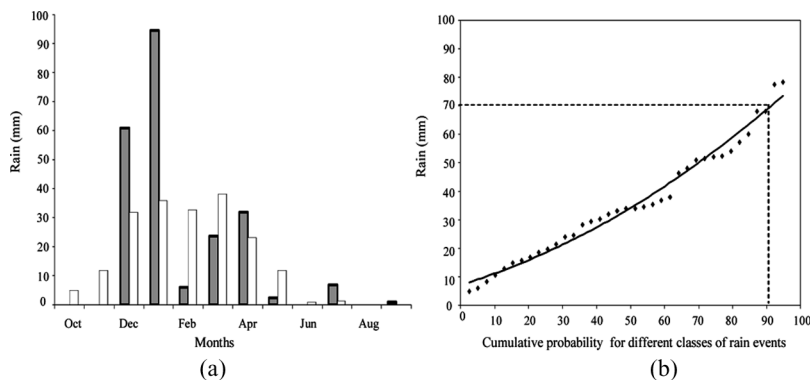 100
90
80
70
60
50
40
30
20
10
0
Rain (mm)
Oct Dec Feb Apr Jun Aug
Months
(a)
100
90
80
70
60
50
40
30
20
10
0
Rain (mm)
0 10 20 30 40 50 60 70 80 90 100
Cumulative probability for different classes of rain events
(b)